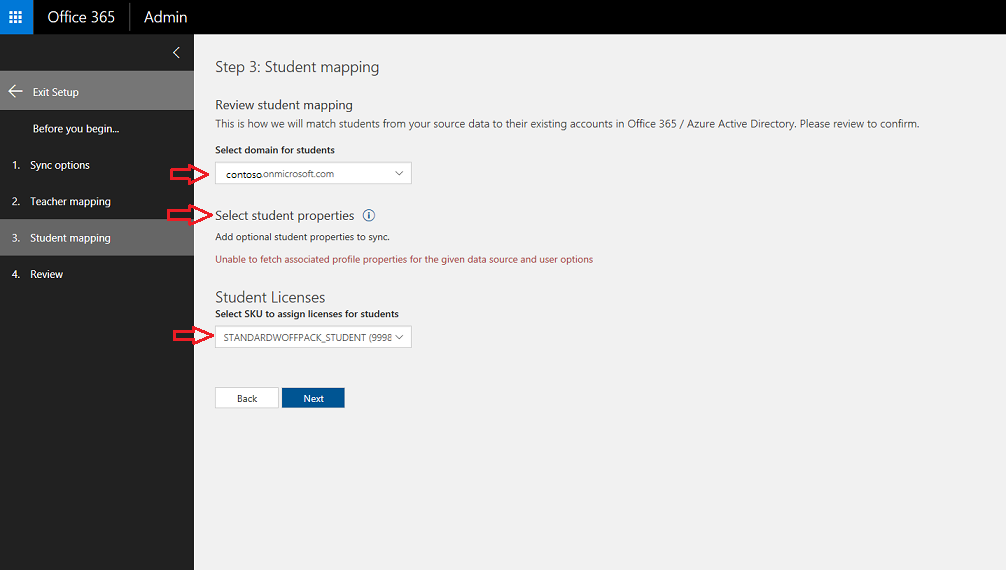 Office 365 Admin
Exit Setup
Before you begin...
1. Sync options
2. Teacher mapping
3. Student mapping
4. Review
Step 3: Student mapping
Review student mapping
This is how we will match students from your source data to their existing accounts in Office 365 / Azure Active Directory. Please review to confirm.
Select domain for students
contoso.onmicrosoft.com
Select student properties
Add optional student properties to sync.
Unable to fetch associated profile properties for the given data source and user options
Student Licenses
Select SKU to assign licenses for students
STANDARDWOFFPACK_STUDENT (9998
Back Next